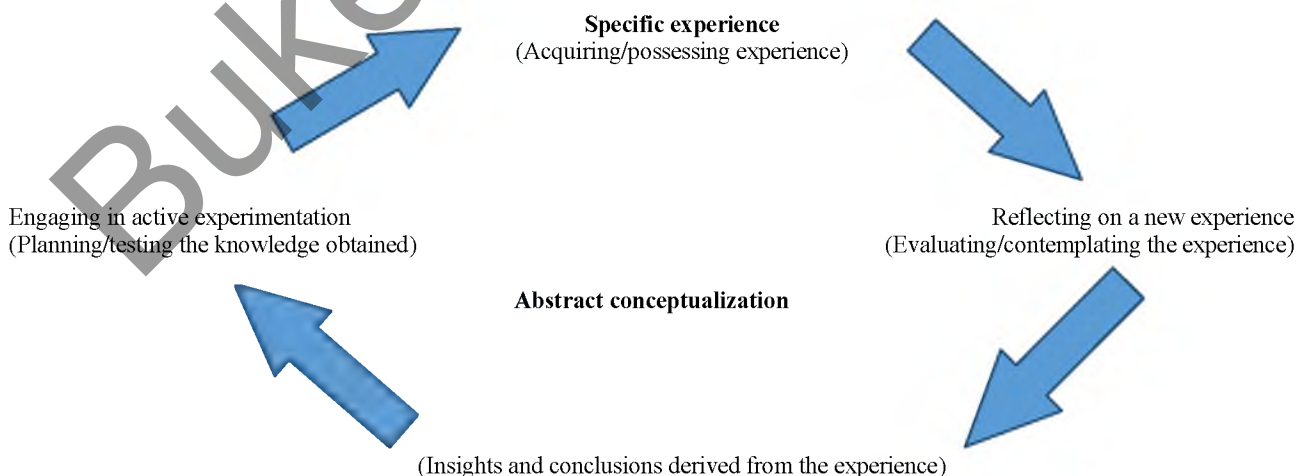 Specific experience
(Acquiring/possessing experience)
Engaging in active experimentation
(Planning/testing the knowledge obtained)
Reflecting on a new experience
(Evaluating/contemplating the experience)
Abstract conceptualization
(Insights and conclusions derived from the experience)
Buke